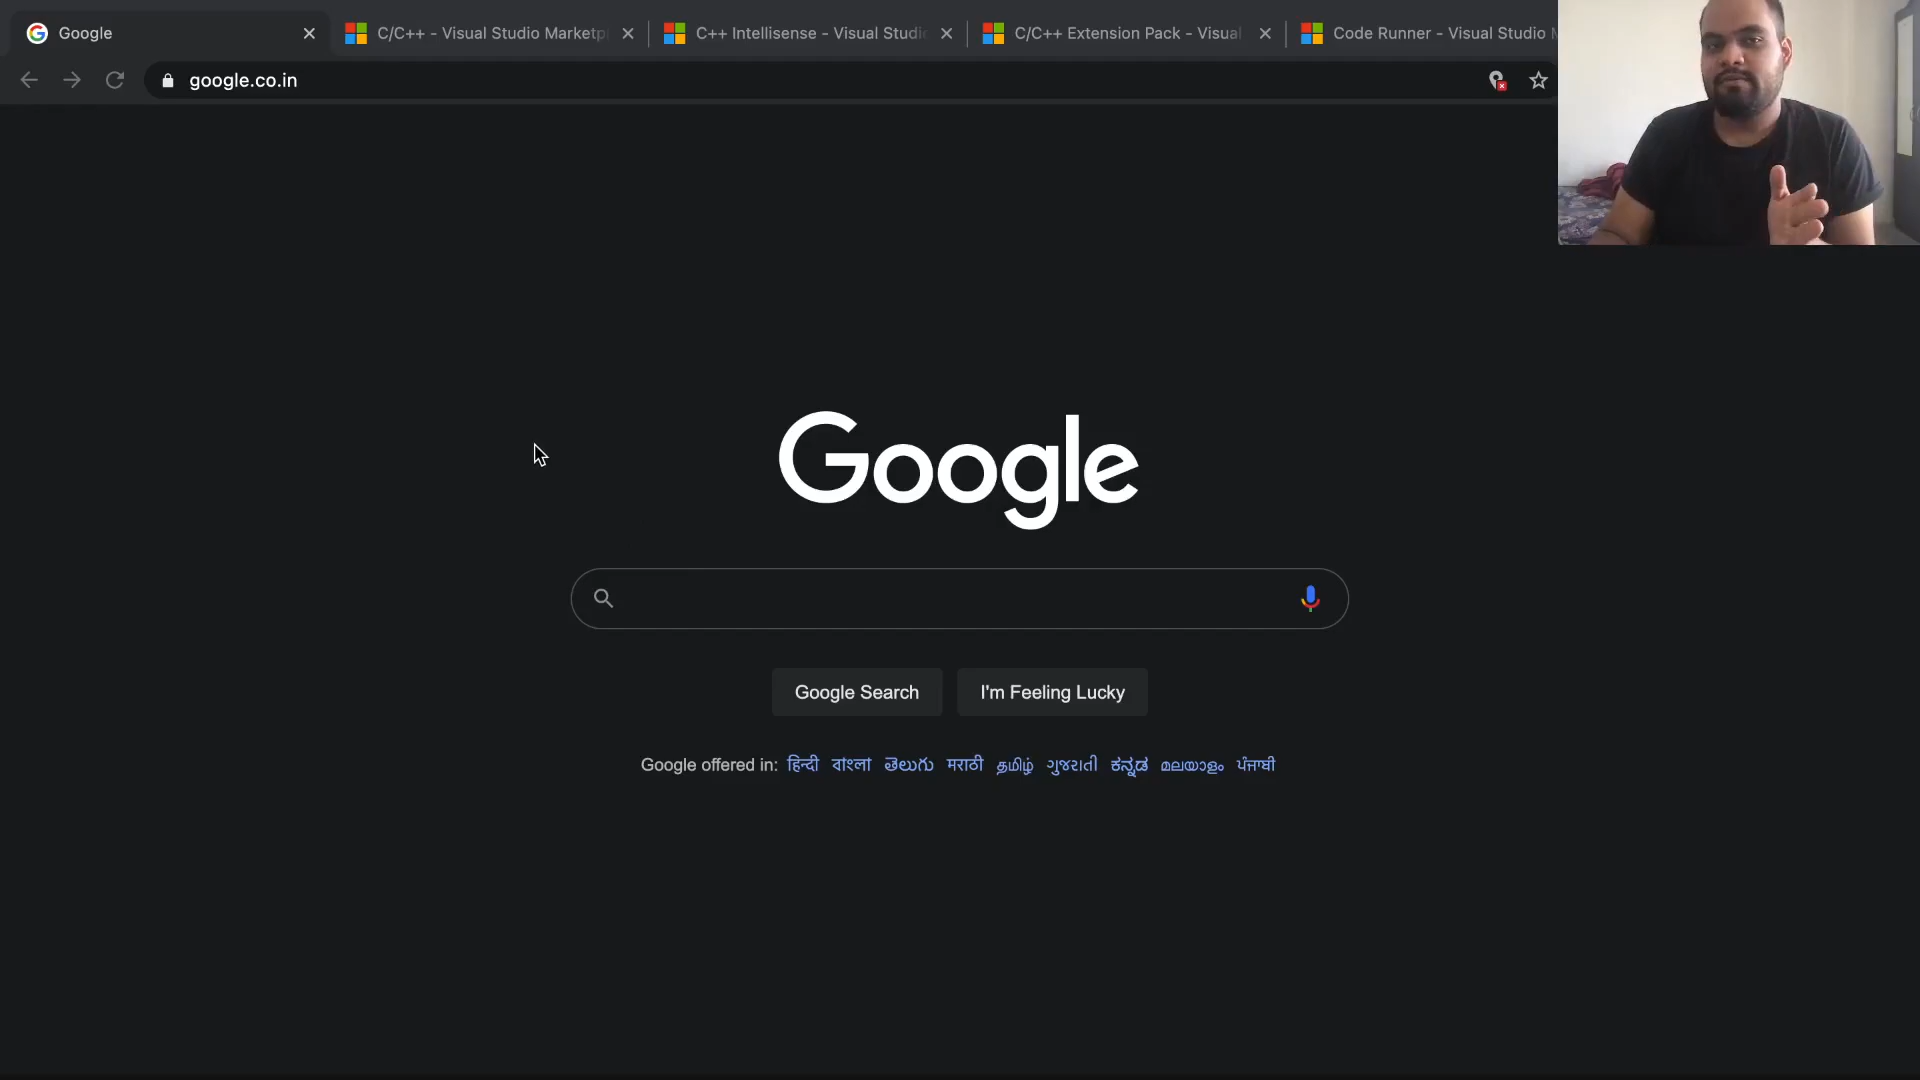 Google
C/C++ - Visual Studio Marketp
C++ Intellisense - Visual Studi
C/C++ Extension Pack - Visual
Code Runner - Visual Studio M
google.co.in
Google
Google Search
I'm Feeling Lucky
Google offered in: हिन्दी বাংলা తెలుగు मराठी தமிழ் ગુજરાતી ಕನ್ನಡ മലയാളം ਪੰਜਾਬੀ